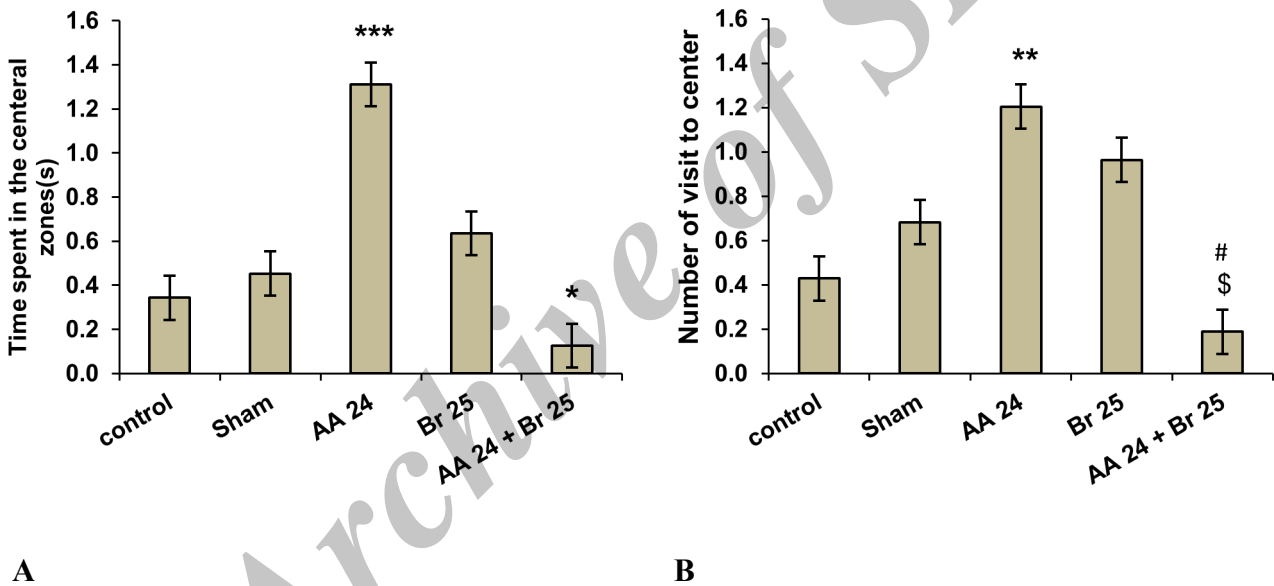 Time spent in the centeral
zones(s)
1.6
1.4
1.2
1.0
0.8
0.6
0.4
0.2
0.0
***
*
control
Sham
AA 24
Br 25
AA 24 + Br 25
A
Number of visit to center
1.6
1.4
1.2
1.0
0.8
0.6
0.4
0.2
0.0
**
#
$
control
Sham
AA 24
Br 25
AA 24 + Br 25
B
Archive of S